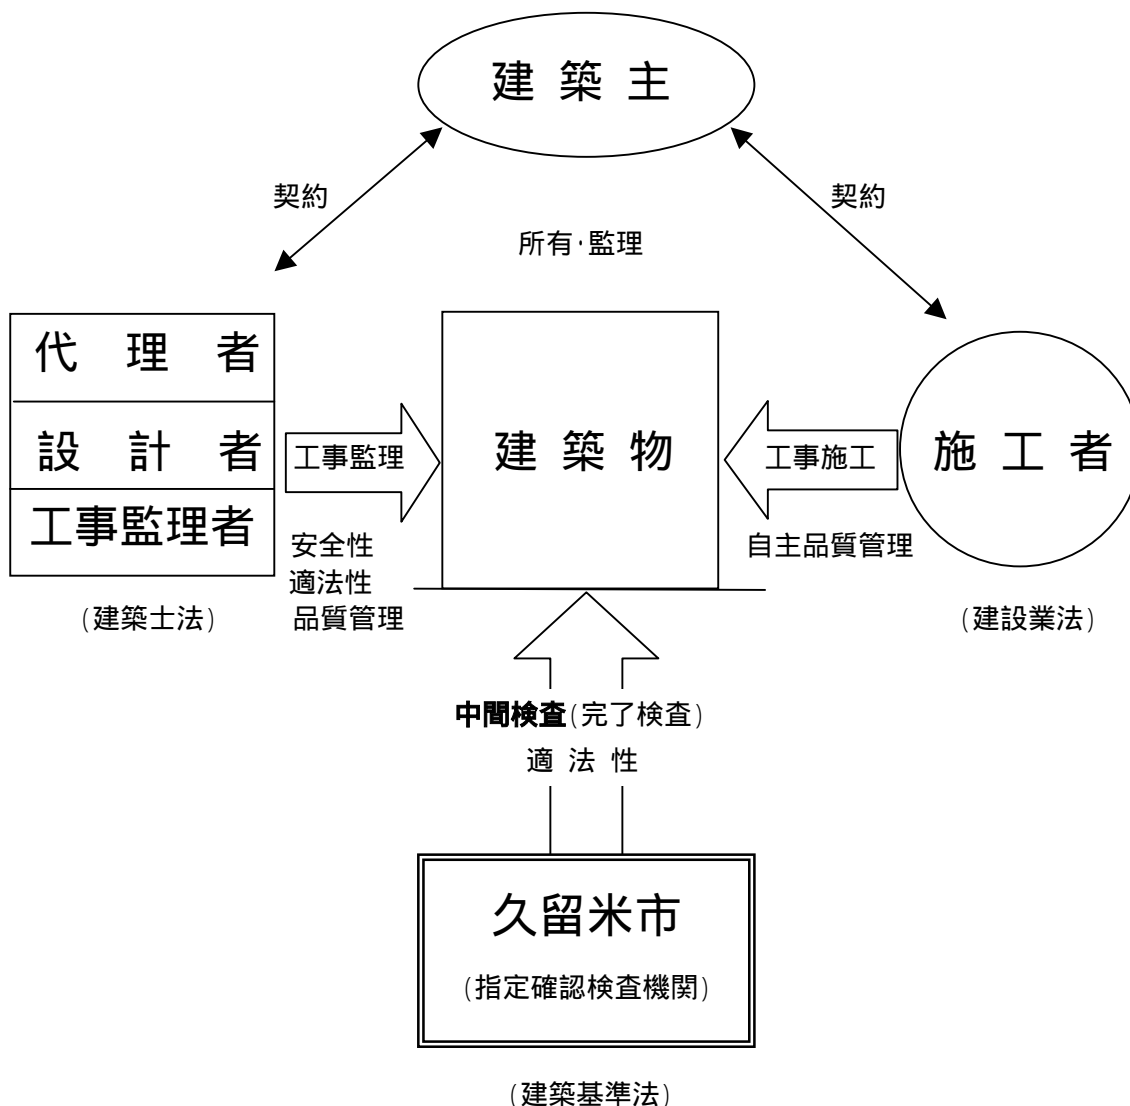 建 築 主
契約
契約
所有･監理
代　理　者
設　計　者
工事監理者
(建築士法)
工事監理
安全性
適法性
品質管理
建 築 物
工事施工
自主品質管理
施 工 者
(建設業法)
中間検査(完了検査)
適 法 性
久留米市
(指定確認検査機関)
(建築基準法)